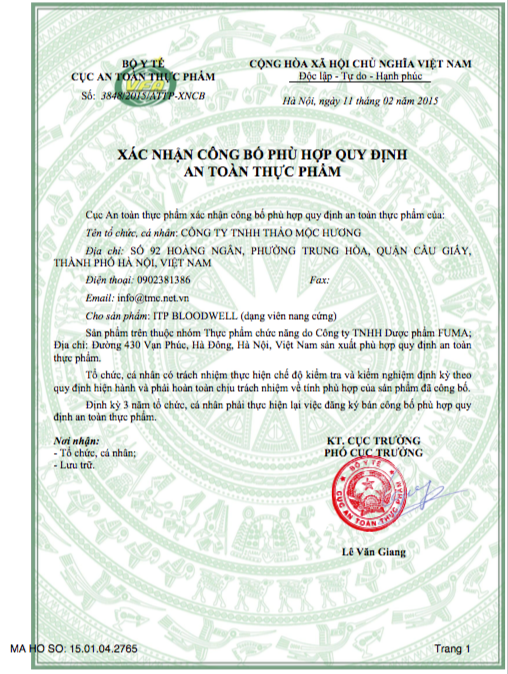 BỘ Y TẾ
CỤC AN TOÀN THỰC PHẨM
Số: 3848/2015/ATTP-XNCB
CỘNG HÒA XÃ HỘI CHỦ NGHĨA VIỆT NAM
Độc lập - Tự do - Hạnh phúc
Hà Nội, ngày 11 tháng 02 năm 2015
VFA
XÁC NHẬN CÔNG BỐ PHÙ HỢP QUY ĐỊNH
AN TOÀN THỰC PHẨM
Cục An toàn thực phẩm xác nhận công bố phù hợp quy định an toàn thực phẩm của:
Tên tổ chức, cá nhân: CÔNG TY TNHH THẢO MỘC HƯƠNG
Địa chỉ: SỐ 92 HOÀNG NGÂN, PHƯỜNG TRUNG HÒA, QUẬN CẦU GIẤY,
THÀNH PHỐ HÀ NỘI, VIỆT NAM
Điện thoại: 0902381386 Fax:
Email: info@tmc.net.vn
Cho sản phẩm: ITP BLOODWELL (dạng viên nang cứng)
Sản phẩm trên thuộc nhóm Thực phẩm chức năng do Công ty TNHH Dược phẩm FUMA;
Địa chỉ: Đường 430 Vạn Phúc, Hà Đông, Hà Nội, Việt Nam sản xuất phù hợp quy định an toàn
thực phẩm.
Tổ chức, cá nhân có trách nhiệm thực hiện chế độ kiểm tra và kiểm nghiệm định kỳ theo
quy định hiện hành và phải hoàn toàn chịu trách nhiệm về tính phù hợp của sản phẩm đã công bố.
Định kỳ 3 năm tổ chức, cá nhân phải thực hiện lại việc đăng ký bản công bố phù hợp quy
định an toàn thực phẩm.
Nơi nhận:
- Tổ chức, cá nhân;
- Lưu trữ.
KT. CỤC TRƯỞNG
PHÓ CỤC TRƯỞNG
BỘ Y TẾ
CỤC AN TOÀN THỰC PHẨM
Lê Văn Giang
MA HO SO: 15.01.04.2765
Trang 1